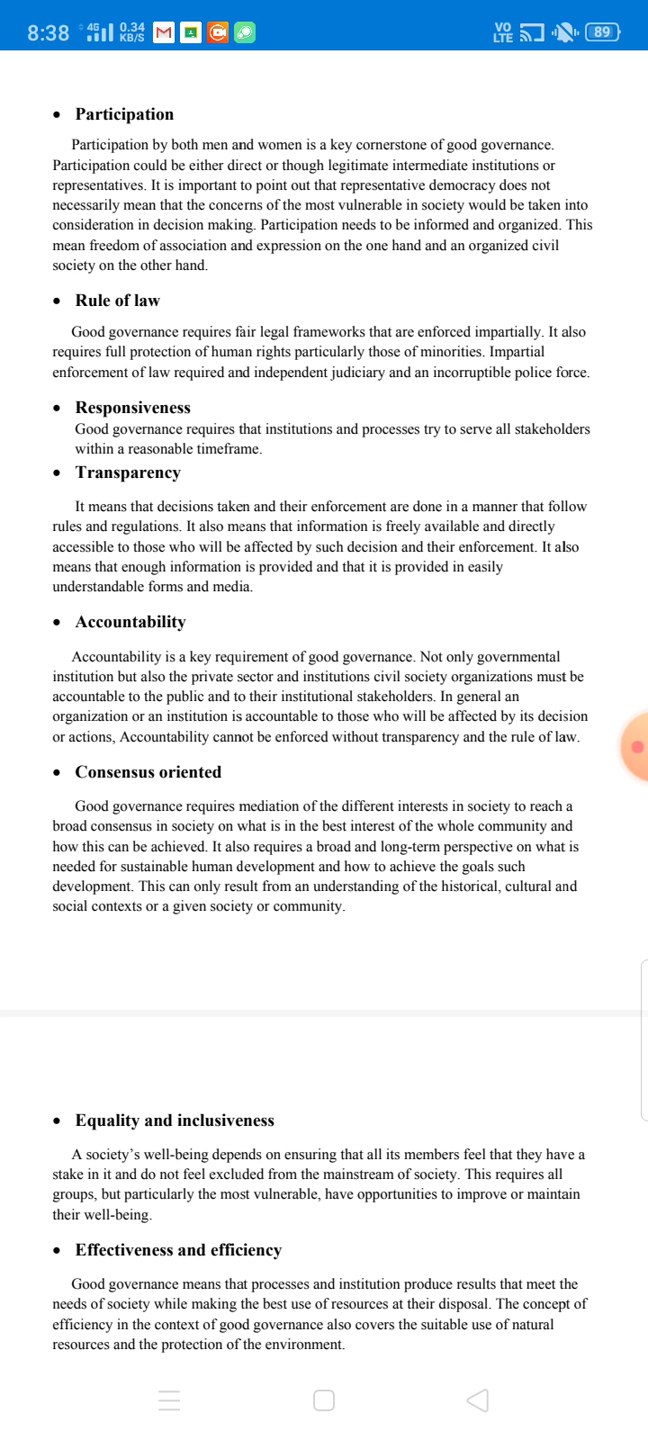 8:38 4G 0.34 KB/S VO LTE 89
• Participation
Participation by both men and women is a key cornerstone of good governance.
Participation could be either direct or though legitimate intermediate institutions or
representatives. It is important to point out that representative democracy does not
necessarily mean that the concerns of the most vulnerable in society would be taken into
consideration in decision making. Participation needs to be informed and organized. This
mean freedom of association and expression on the one hand and an organized civil
society on the other hand.
• Rule of law
Good governance requires fair legal frameworks that are enforced impartially. It also
requires full protection of human rights particularly those of minorities. Impartial
enforcement of law required and independent judiciary and an incorruptible police force.
• Responsiveness
Good governance requires that institutions and processes try to serve all stakeholders
within a reasonable timeframe.
• Transparency
It means that decisions taken and their enforcement are done in a manner that follow
rules and regulations. It also means that information is freely available and directly
accessible to those who will be affected by such decision and their enforcement. It also
means that enough information is provided and that it is provided in easily
understandable forms and media.
• Accountability
Accountability is a key requirement of good governance. Not only governmental
institution but also the private sector and institutions civil society organizations must be
accountable to the public and to their institutional stakeholders. In general an
organization or an institution is accountable to those who will be affected by its decision
or actions, Accountability cannot be enforced without transparency and the rule of law.
• Consensus oriented
Good governance requires mediation of the different interests in society to reach a
broad consensus in society on what is in the best interest of the whole community and
how this can be achieved. It also requires a broad and long-term perspective on what is
needed for sustainable human development and how to achieve the goals such
development. This can only result from an understanding of the historical, cultural and
social contexts or a given society or community.
• Equality and inclusiveness
A society’s well-being depends on ensuring that all its members feel that they have a
stake in it and do not feel excluded from the mainstream of society. This requires all
groups, but particularly the most vulnerable, have opportunities to improve or maintain
their well-being.
• Effectiveness and efficiency
Good governance means that processes and institution produce results that meet the
needs of society while making the best use of resources at their disposal. The concept of
efficiency in the context of good governance also covers the suitable use of natural
resources and the protection of the environment.